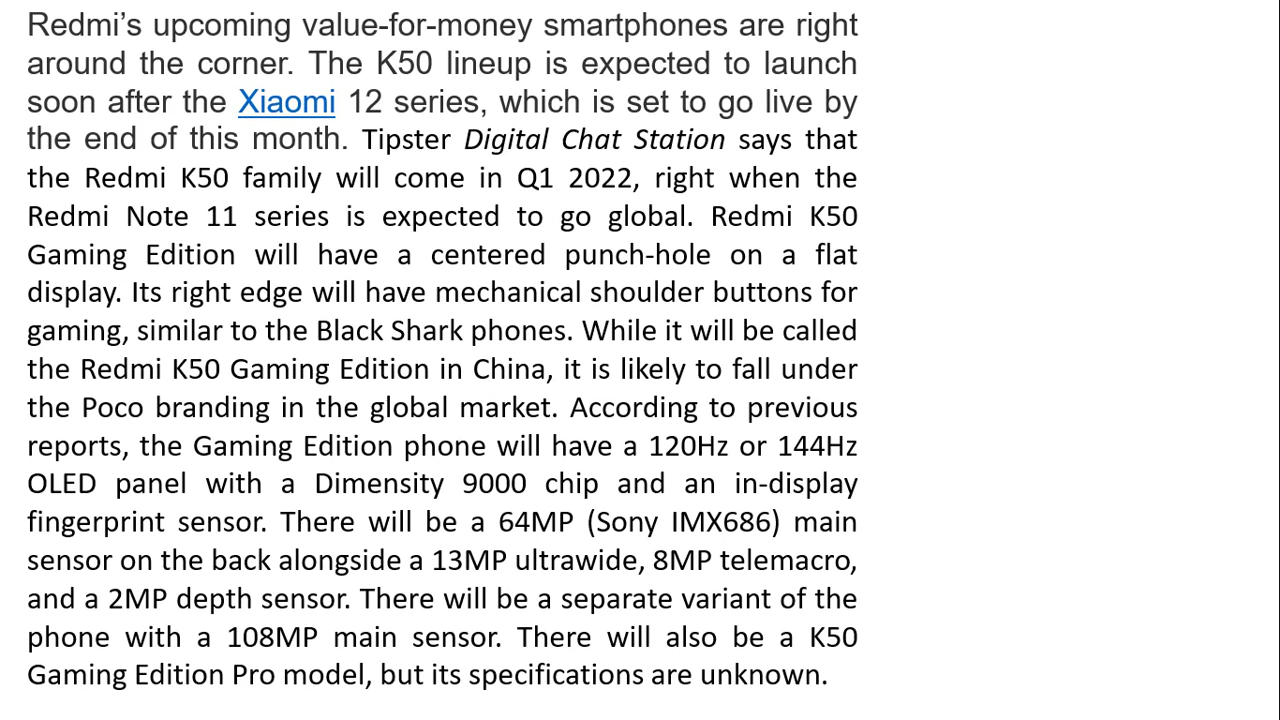 Redmi’s upcoming value-for-money smartphones are right
around the corner. The K50 lineup is expected to launch
soon after the Xiaomi 12 series, which is set to go live by
the end of this month. Tipster Digital Chat Station says that
the Redmi K50 family will come in Q1 2022, right when the
Redmi Note 11 series is expected to go global. Redmi K50
Gaming Edition will have a centered punch-hole on a flat
display. Its right edge will have mechanical shoulder buttons for
gaming, similar to the Black Shark phones. While it will be called
the Redmi K50 Gaming Edition in China, it is likely to fall under
the Poco branding in the global market. According to previous
reports, the Gaming Edition phone will have a 120Hz or 144Hz
OLED panel with a Dimensity 9000 chip and an in-display
fingerprint sensor. There will be a 64MP (Sony IMX686) main
sensor on the back alongside a 13MP ultrawide, 8MP telemacro,
and a 2MP depth sensor. There will be a separate variant of the
phone with a 108MP main sensor. There will also be a K50
Gaming Edition Pro model, but its specifications are unknown.